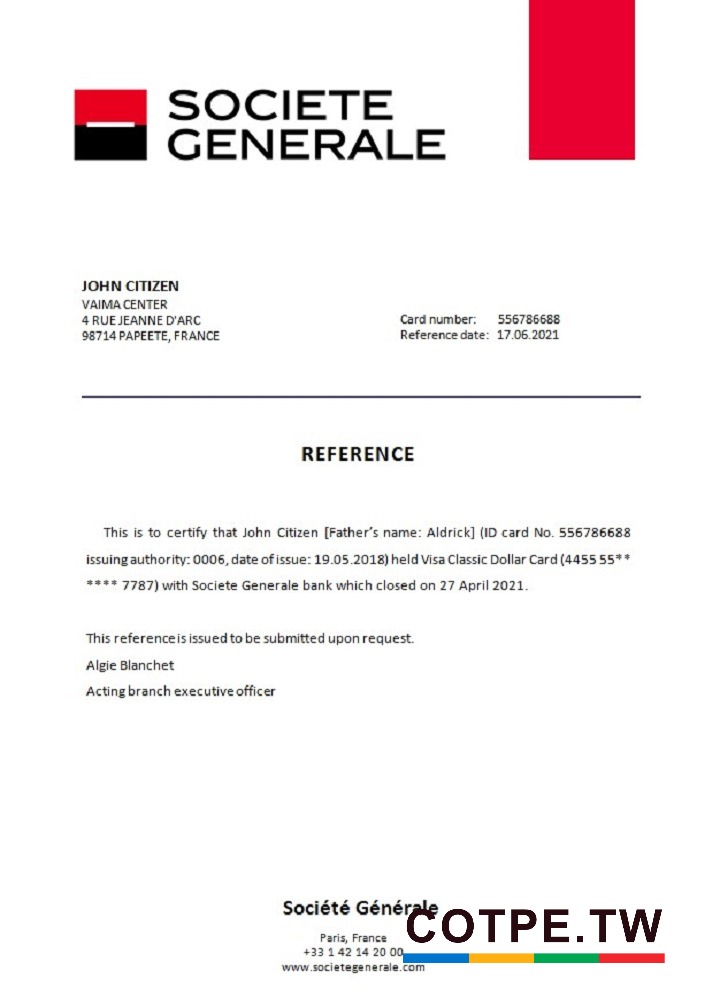 SOCIETE
GENERALE
JOHN CITIZEN
VAIMA CENTER
4 RUE JEANNE D'ARC
98714 PAPEETE, FRANCE
Card number: 556786688
Reference date: 17.06.2021
REFERENCE
This is to certify that John Citizen [Father's name: Aldrick] (ID card No. 556786688
issuing authority: 0006, date of issue: 19.05.2018) held Visa Classic Dollar Card (4455 55**
**** 7787) with Societe Generale bank which closed on 27 April 2021.
This reference is issued to be submitted upon request.
Algie Blanchet
Acting branch executive officer
Société Générale
COTPE.TW
Paris, France
+33 1 42 14 20 00
www.societegenerale.com